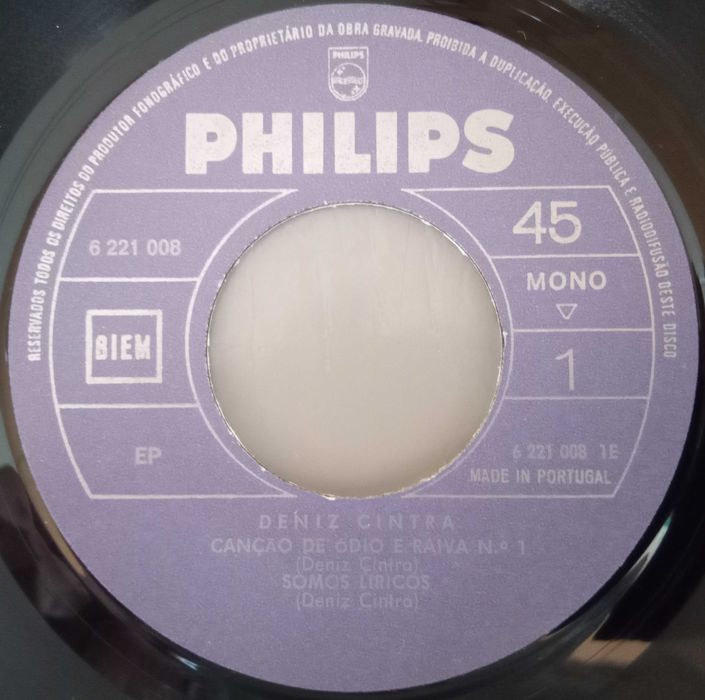 RESERVADOS TODOS OS DIREITOS DO PRODUTOR FONOGRÁFICO E DO PROPRIETÁRIO DA OBRA GRAVADA. PROIBIDA A DUPLICAÇÃO, EXECUÇÃO PÚBLICA E RADIODIFUSÃO DESTE DISCO
PHILIPS
PHILIPS
6 221 008
45
MONO
BIEM
1
EP
6 221 008 1E
MADE IN PORTUGAL
DENIZ CINTRA
CANÇÃO DE ÓDIO E RAIVA N.º 1
(Deniz Cintra)
SOMOS LÍRICOS
(Deniz Cintra)